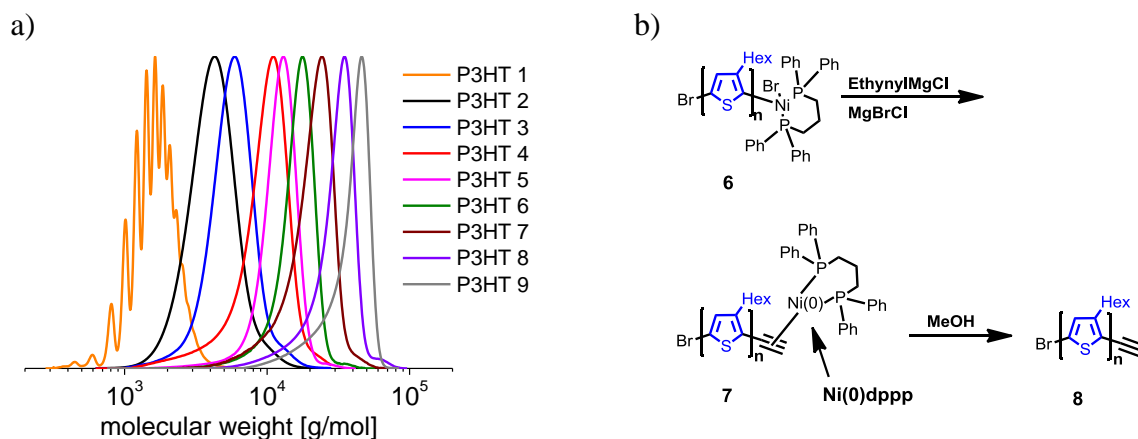 a)
P3HT 1
P3HT 2
P3HT 3
P3HT 4
P3HT 5
P3HT 6
P3HT 7
P3HT 8
P3HT 9
10³ 10⁴ 10⁵
molecular weight [g/mol]
b)
Hex
Ph Ph
Br S n Br Ni P P
Ph Ph
EthynylMgCl
MgBrCl
6
Ph
Ph P
Hex Ni(0) P Ph
Br S n Ph Ph
MeOH
Hex
Br S n
7 Ni(0)dppp 8